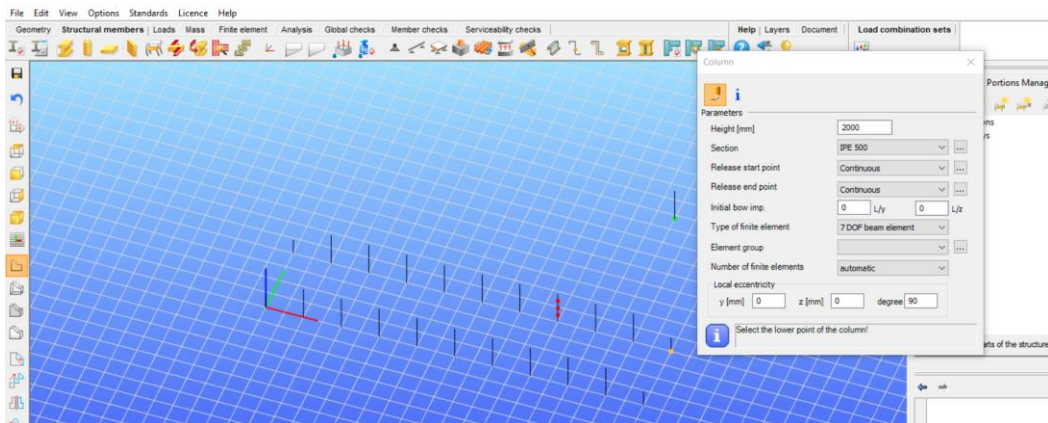 File Edit View Options Standards Licence Help
Geometry Structural members Loads Mass Finite element Analysis Global checks Member checks Serviceability checks Help Layers Document Load combination sets
Column
Portions Manag
i
Parameters
Height [mm] 2000
Section IPE 500 ...
Release start point Continuous ...
Release end point Continuous ...
Initial bow imp. 0 L/y 0 L/z
Type of finite element 7 DOF beam element
Element group ...
Number of finite elements automatic
Local eccentricity
y [mm] 0 z [mm] 0 degree 90
i Select the lower point of the column!
rts of the structure